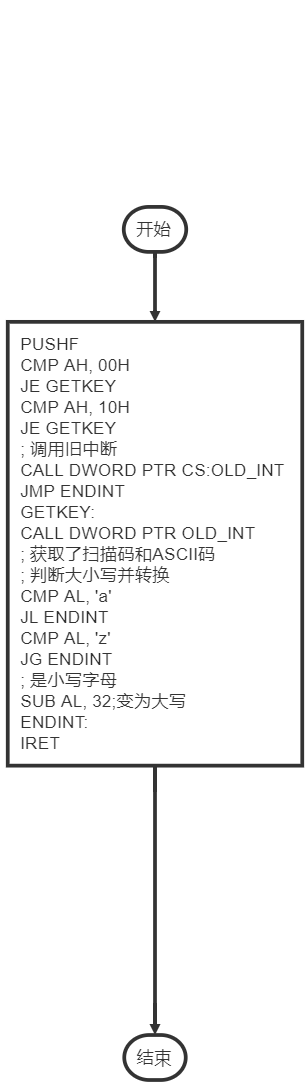 开始
PUSHF
CMP AH, 00H
JE GETKEY
CMP AH, 10H
JE GETKEY
; 调用旧中断
CALL DWORD PTR CS:OLD_INT
JMP ENDINT
GETKEY:
CALL DWORD PTR OLD_INT
; 获取了扫描码和ASCII码
; 判断大小写并转换
CMP AL, 'a'
JL ENDINT
CMP AL, 'z'
JG ENDINT
; 是小写字母
SUB AL, 32;变为大写
ENDINT:
IRET
结束